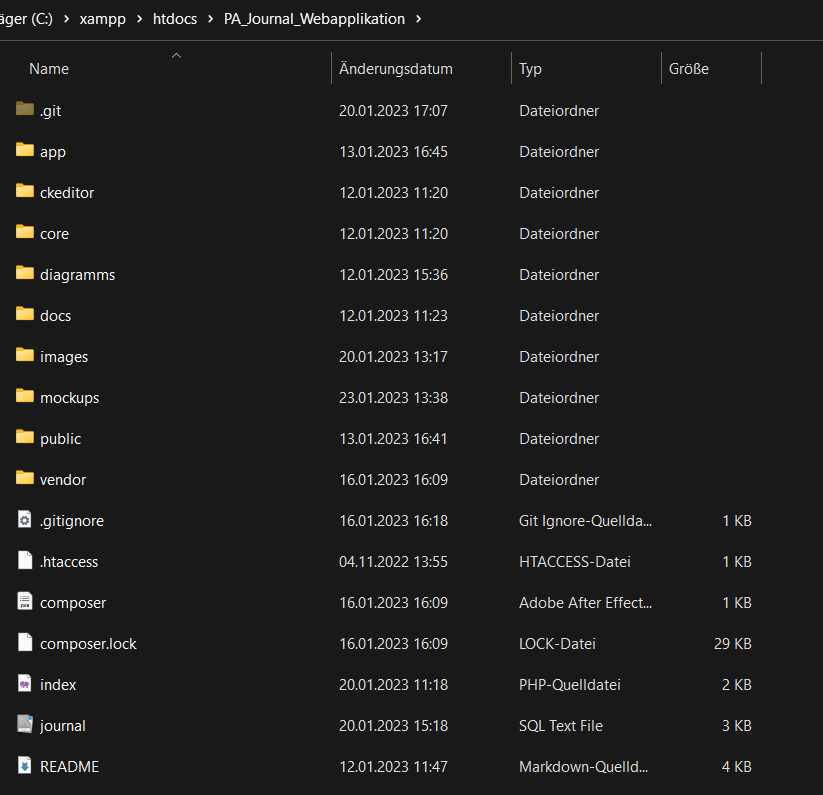 äger (C:) > xampp > htdocs > PA_Journal_Webapplikation >
Name Änderungsdatum Typ Größe
.git 20.01.2023 17:07 Dateiordner
app 13.01.2023 16:45 Dateiordner
ckeditor 12.01.2023 11:20 Dateiordner
core 12.01.2023 11:20 Dateiordner
diagramms 12.01.2023 15:36 Dateiordner
docs 12.01.2023 11:23 Dateiordner
images 20.01.2023 13:17 Dateiordner
mockups 23.01.2023 13:38 Dateiordner
public 13.01.2023 16:41 Dateiordner
vendor 16.01.2023 16:09 Dateiordner
.gitignore 16.01.2023 16:18 Git Ignore-Quellda... 1 KB
.htaccess 04.11.2022 13:55 HTACCESS-Datei 1 KB
composer 16.01.2023 16:09 Adobe After Effect... 1 KB
composer.lock 16.01.2023 16:09 LOCK-Datei 29 KB
index 20.01.2023 11:18 PHP-Quelldatei 2 KB
journal 20.01.2023 15:18 SQL Text File 3 KB
README 12.01.2023 11:47 Markdown-Quelld... 4 KB